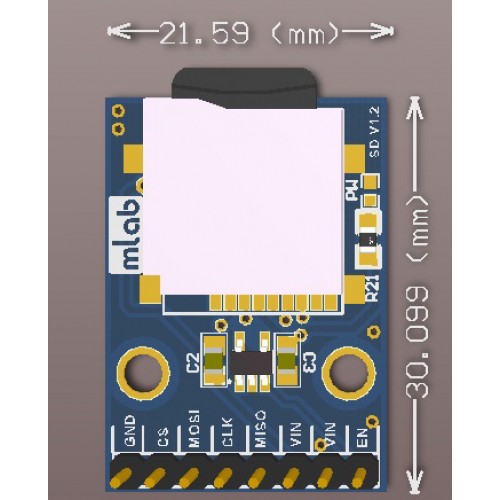 21.59 (mm)
SD V1.2
PW
mlab
R21
30.099 (mm)
C2
C3
GND
CS
MOSI
CLK
MISO
VIN
VIN
EN